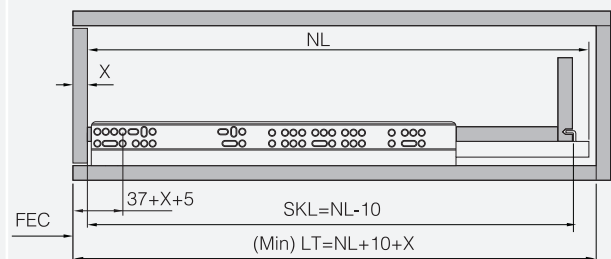 NL
X
37+X+5
SKL=NL-10
FEC
(Min) LT=NL+10+X